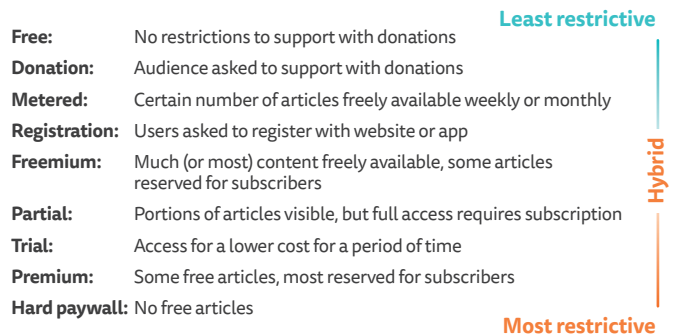 Least restrictive
Free: No restrictions to support with donations
Donation: Audience asked to support with donations
Metered: Certain number of articles freely available weekly or monthly
Registration: Users asked to register with website or app
Freemium: Much (or most) content freely available, some articles
reserved for subscribers
Hybrid
Partial: Portions of articles visible, but full access requires subscription
Trial: Access for a lower cost for a period of time
Premium: Some free articles, most reserved for subscribers
Hard paywall: No free articles
Most restrictive